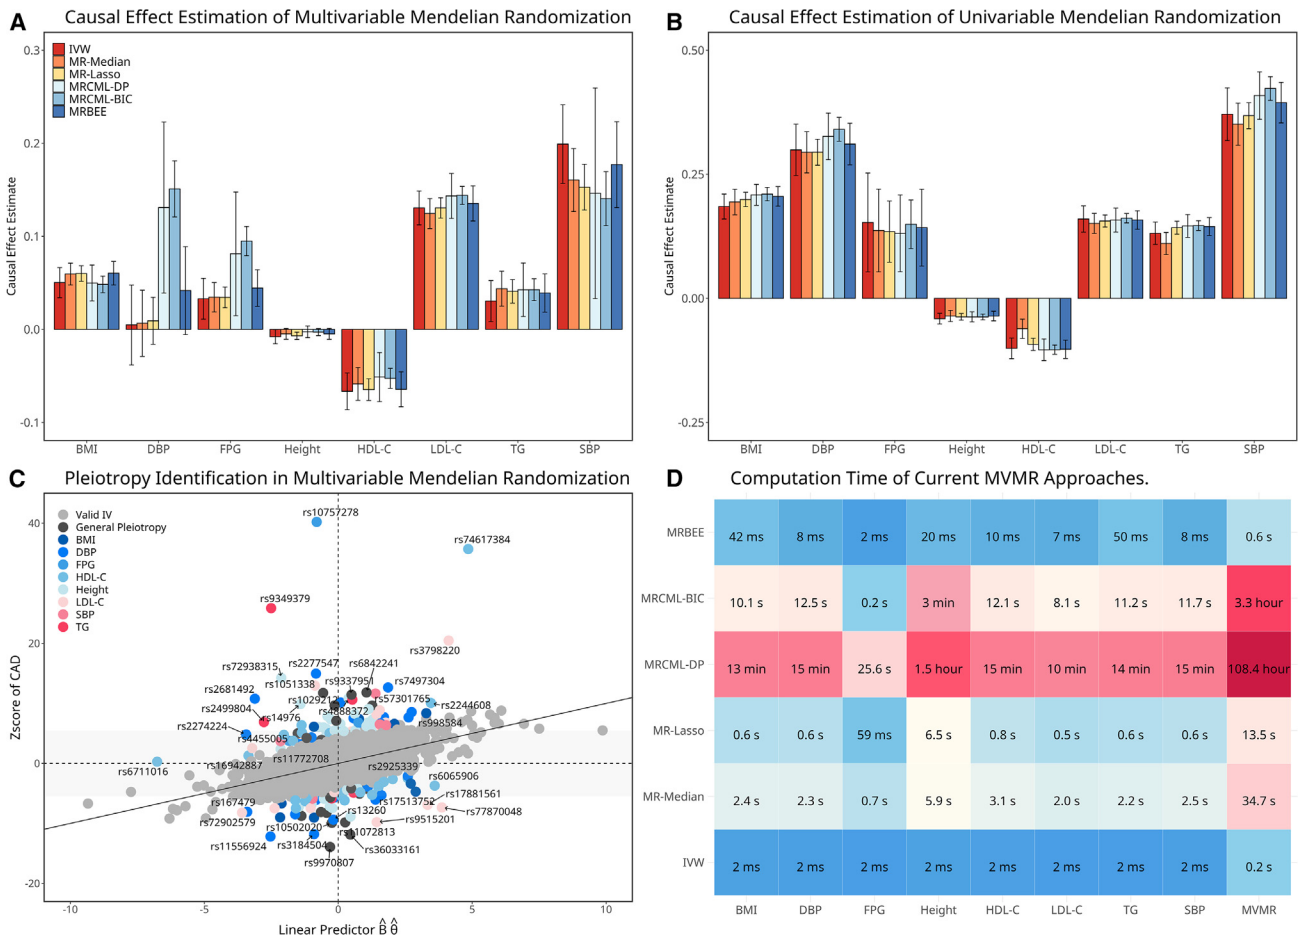 A
Causal Effect Estimation of Multivariable Mendelian Randomization
0.3
0.2
0.1
0.0
-0.1
Causal Effect Estimate
IVW
MR-Median
MR-Lasso
MRCML-DP
MRCML-BIC
MRBEE
BMI DBP FPG Height HDL-C LDL-C TG SBP
B
Causal Effect Estimation of Univariable Mendelian Randomization
0.50
0.25
0.00
-0.25
Causal Effect Estimate
BMI DBP FPG Height HDL-C LDL-C TG SBP
C
Pleiotropy Identification in Multivariable Mendelian Randomization
40
20
0
-20
Zscore of CAD
Valid IV
General Pleiotropy
BMI
DBP
FPG
HDL-C
Height
LDL-C
SBP
TG
rs10757278
rs74617384
rs9349379
rs3798220
rs72938315
rs2277547
rs6842241
rs1051338
rs9337951
rs7497304
rs2681492
rs1029212
rs57301765
rs2499804
rs14976
rs4888372
rs2244608
rs2274224
rs998584
rs4455005
rs6711016
rs16942887
rs11772708
rs2925339
rs6065906
rs167479
rs17513752
rs17881561
rs72902579
rs13260
rs77870048
rs10502020
rs9515201
rs11556924
rs3184504
rs11072813
rs36033161
rs9970807
-10 -5 0 5 10
Linear Predictor B̂ θ̂
D
Computation Time of Current MVMR Approaches.
MRBEE 42 ms 8 ms 2 ms 20 ms 10 ms 7 ms 50 ms 8 ms 0.6 s
MRCML-BIC 10.1 s 12.5 s 0.2 s 3 min 12.1 s 8.1 s 11.2 s 11.7 s 3.3 hour
MRCML-DP 13 min 15 min 25.6 s 1.5 hour 15 min 10 min 14 min 15 min 108.4 hour
MR-Lasso 0.6 s 0.6 s 59 ms 6.5 s 0.8 s 0.5 s 0.6 s 0.6 s 13.5 s
MR-Median 2.4 s 2.3 s 0.7 s 5.9 s 3.1 s 2.0 s 2.2 s 2.5 s 34.7 s
IVW 2 ms 2 ms 2 ms 2 ms 2 ms 2 ms 2 ms 2 ms 0.2 s
BMI DBP FPG Height HDL-C LDL-C TG SBP MVMR